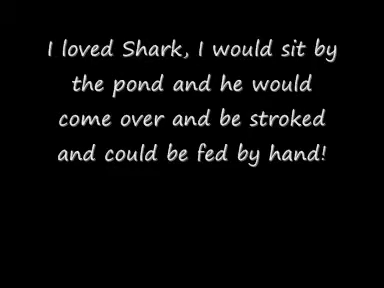 I loved Shark, I would sit by
the pond and he would
come over and be stroked
and could be fed by hand!